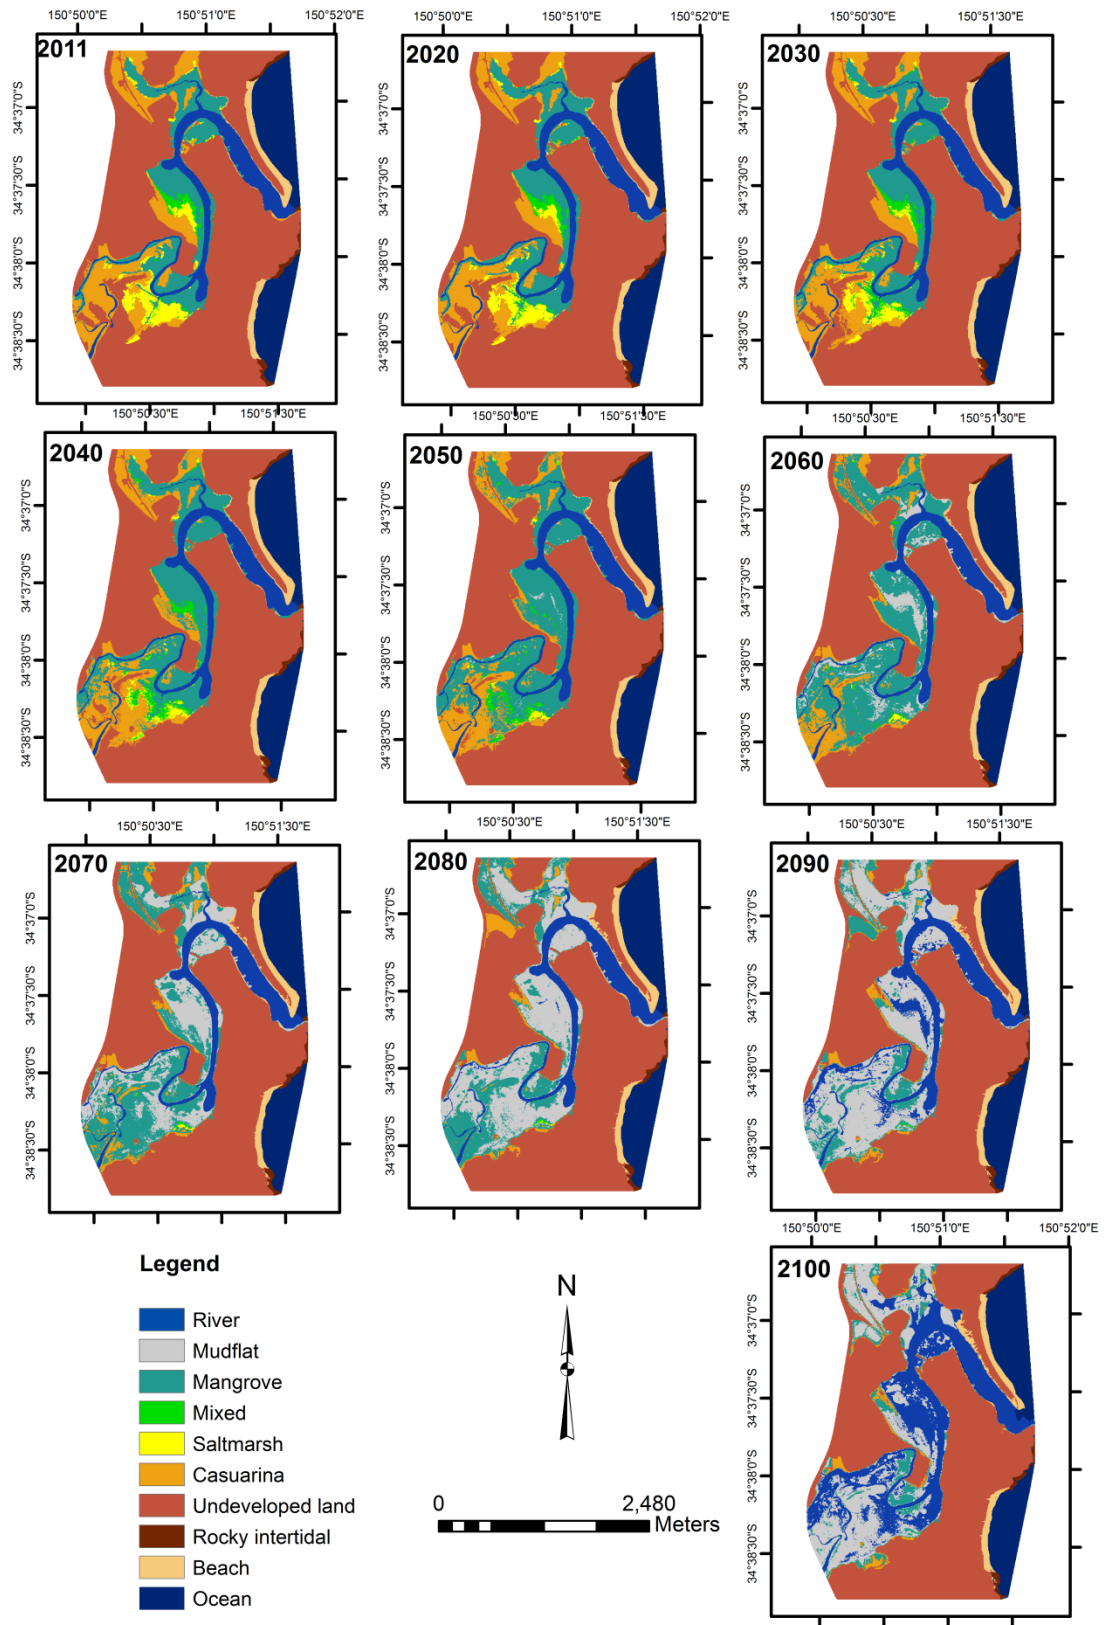 150°50'0"E 150°51'0"E 150°52'0"E
150°50'0"E 150°51'0"E 150°52'0"E
150°50'30"E 150°51'30"E
2011
2020
2030
34°37'0"S
34°37'30"S
34°38'0"S
34°38'30"S
34°37'0"S
34°37'30"S
34°38'0"S
34°38'30"S
34°37'0"S
34°37'30"S
34°38'0"S
34°38'30"S
150°50'30"E 150°51'30"E
150°50'30"E 150°51'30"E
150°50'30"E 150°51'30"E
2040
2050
2060
34°37'0"S
34°37'30"S
34°38'0"S
34°38'30"S
34°37'0"S
34°37'30"S
34°38'0"S
34°38'30"S
34°37'0"S
34°37'30"S
34°38'0"S
34°38'30"S
150°50'30"E 150°51'30"E
150°50'30"E 150°51'30"E
150°50'30"E 150°51'30"E
2070
2080
2090
34°37'0"S
34°37'30"S
34°38'0"S
34°38'30"S
34°37'0"S
34°37'30"S
34°38'0"S
34°38'30"S
34°37'0"S
34°37'30"S
34°38'0"S
34°38'30"S
150°50'0"E 150°51'0"E 150°52'0"E
2100
34°37'0"S
34°37'30"S
34°38'0"S
34°38'30"S
Legend
River
Mudflat
Mangrove
Mixed
Saltmarsh
Casuarina
Undeveloped land
Rocky intertidal
Beach
Ocean
N
0 2,480
Meters